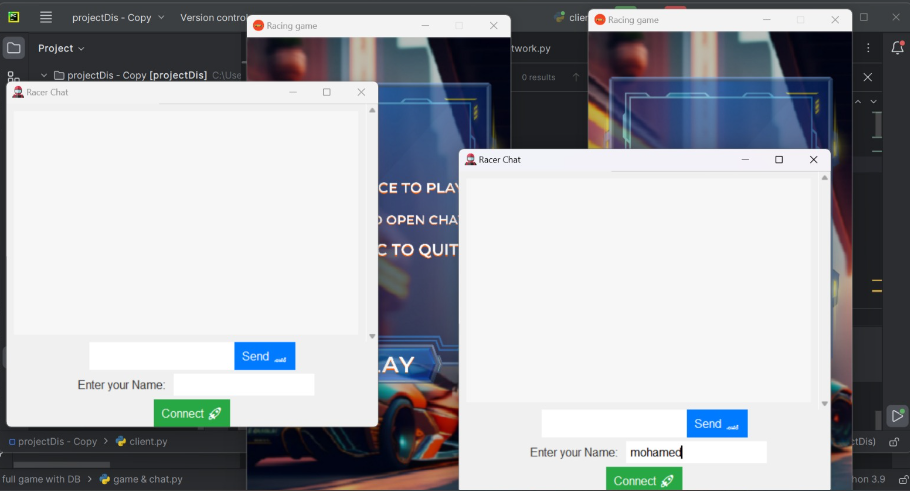 projectDis - Copy
Version control
clien
Racing game
Racing game
Project
twork.py
projectDis - Copy [projectDis] C:\Use
0 results
Racer Chat
Racer Chat
CE TO PLAY
O OPEN CHA
C TO QUIT
LAY
Send
Enter your Name:
Connect 🚀
Send
Enter your Name: mohamed
Connect 🚀
projectDis - Copy > client.py
ctDis)
full game with DB > game & chat.py
hon 3.9